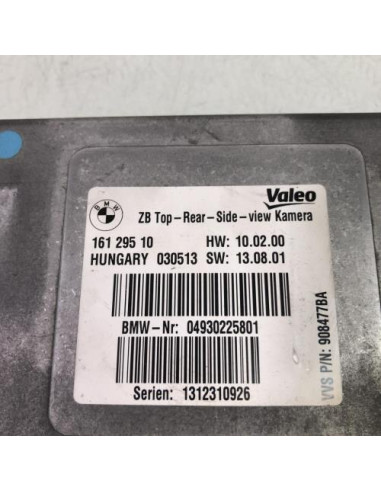 BMW
Valeo
ZB Top-Rear-Side-view Kamera
161 295 10 HW: 10.02.00
HUNGARY 030513 SW: 13.08.01
BMW-Nr: 04930225801
Serien: 1312310926
VVS P/N: 908477BA